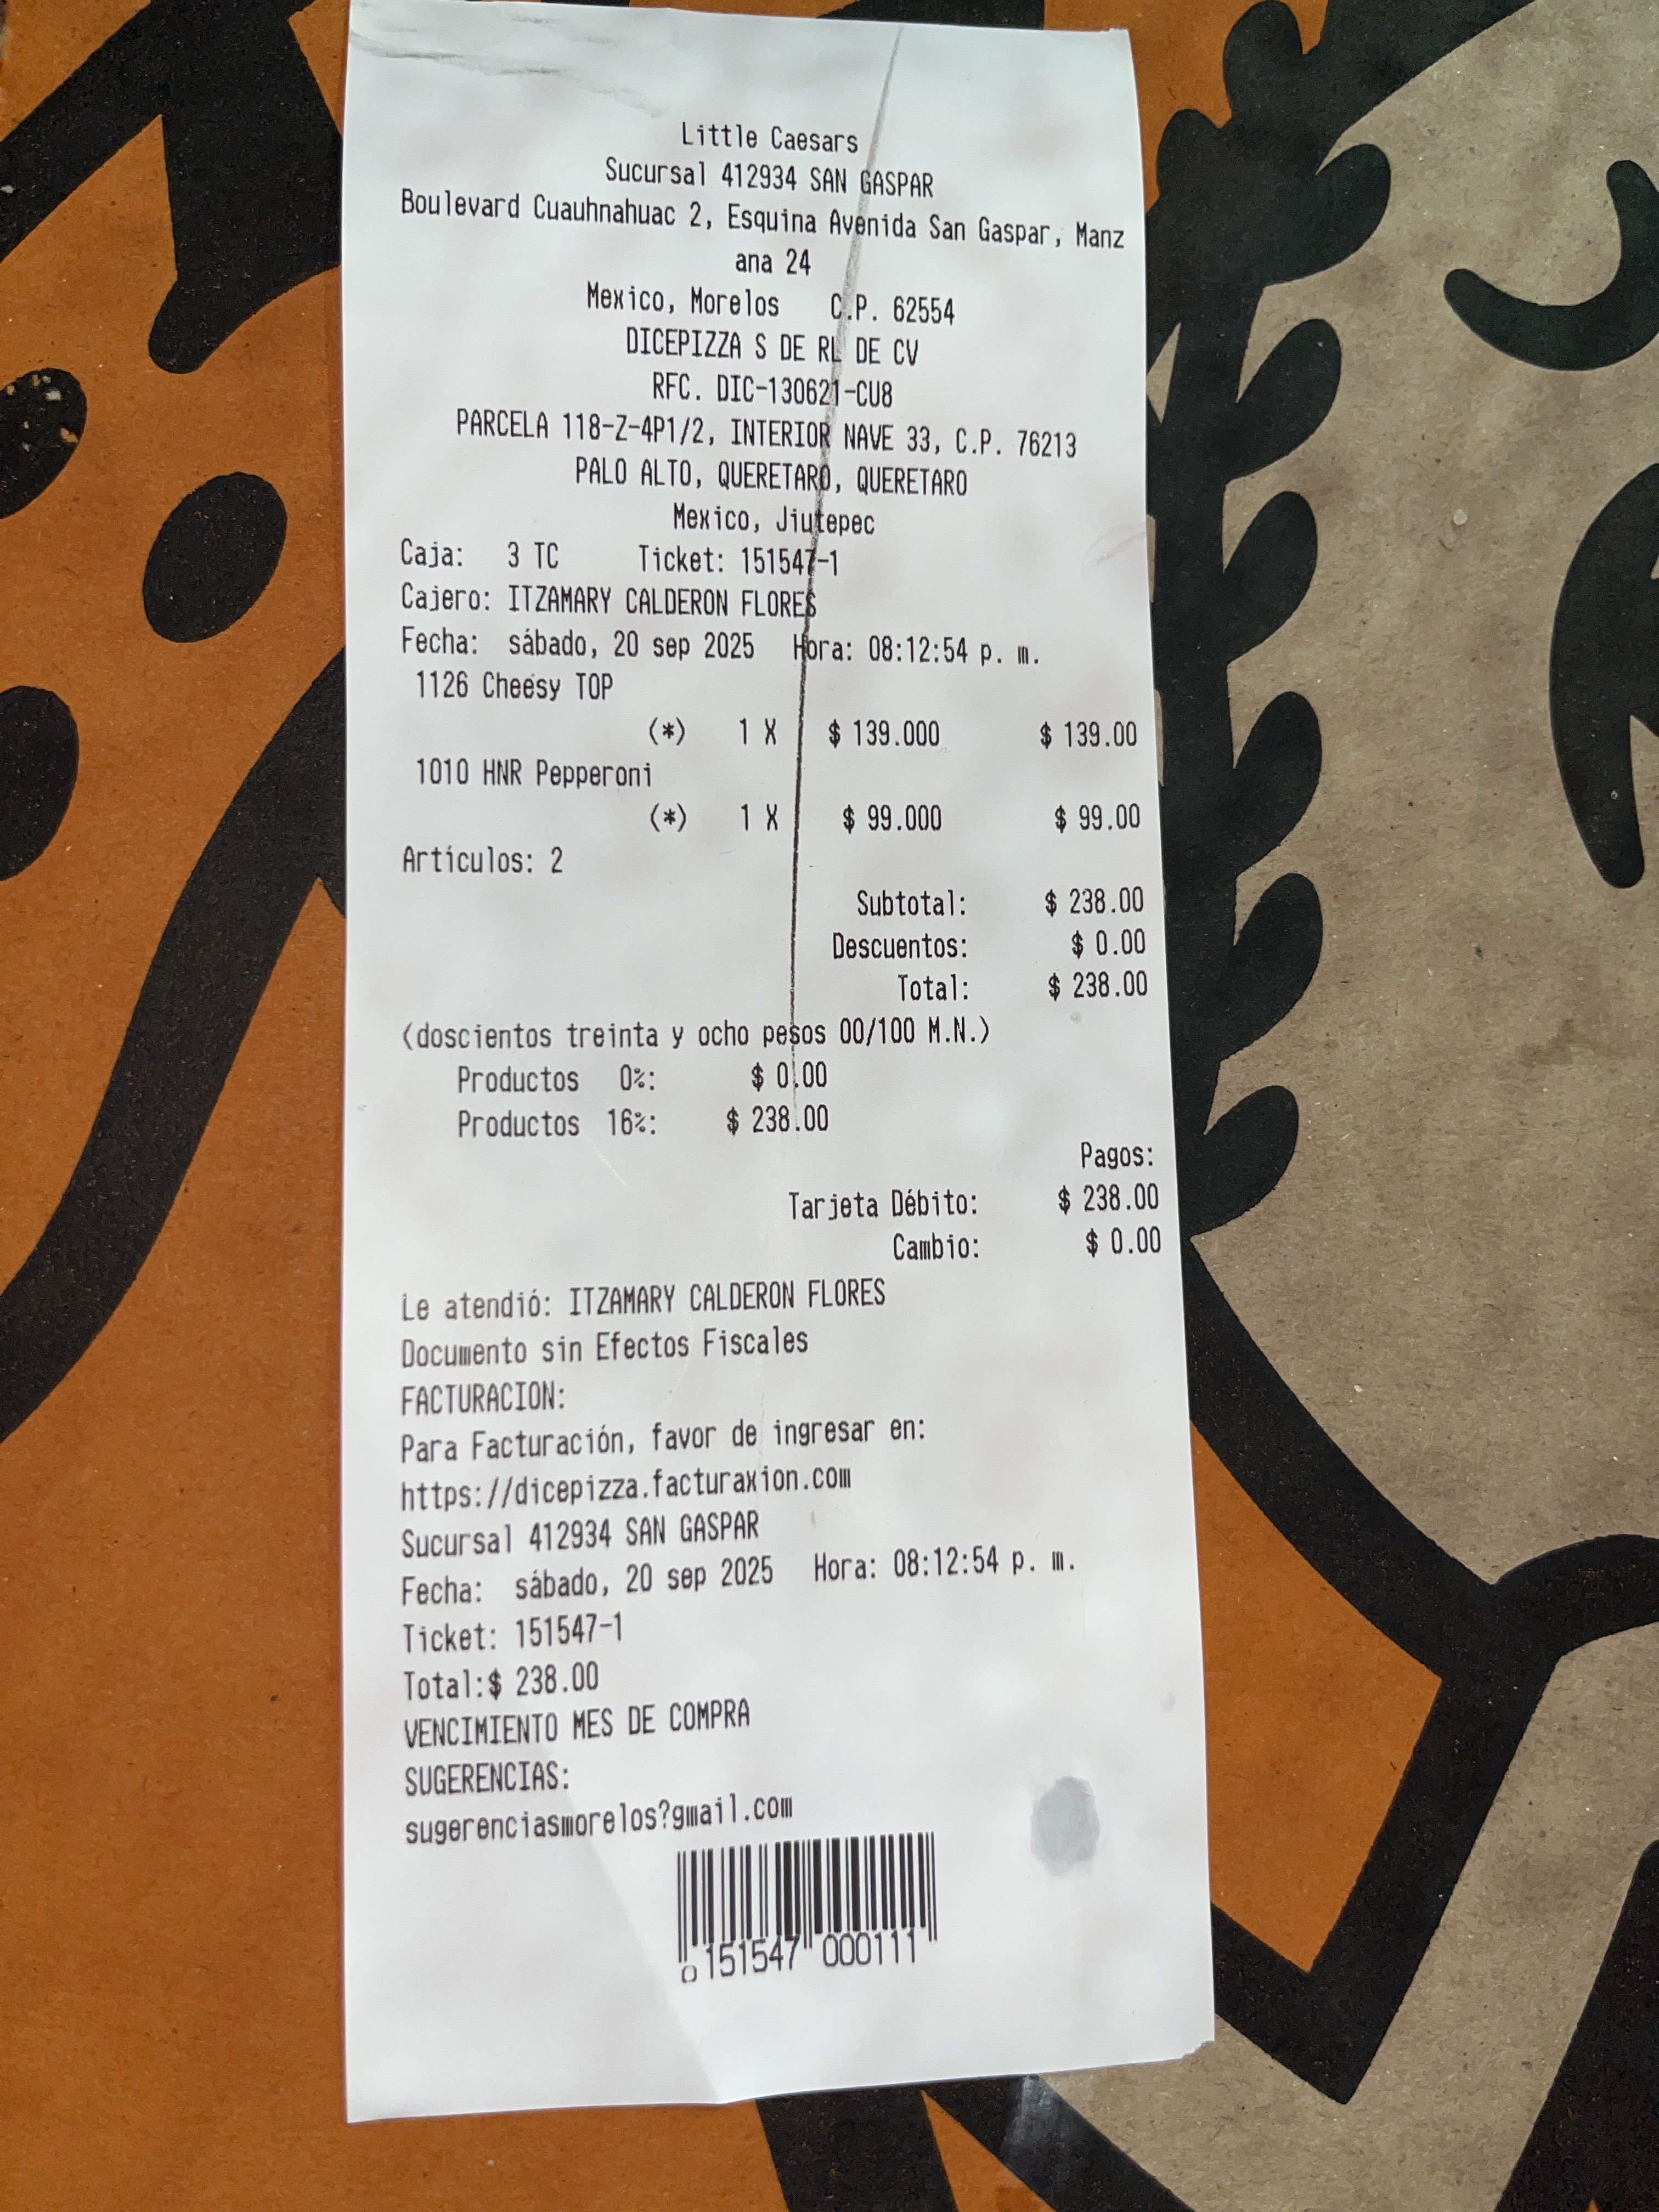 Little Caesars
Sucursal 412934 SAN GASPAR
Boulevard Cuauhnahuac 2, Esquina Avenida San Gaspar, Manz
ana 24
Mexico, Morelos C.P. 62554
DICEPIZZA S DE RL DE CV
RFC. DIC-130621-CU8
PARCELA 118-Z-4P1/2, INTERIOR NAVE 33, C.P. 76213
PALO ALTO, QUERETARO, QUERETARO
Mexico, Jiutepec
Caja: 3 TC Ticket: 151547-1
Cajero: ITZAMARY CALDERON FLORES
Fecha: sábado, 20 sep 2025 Hora: 08:12:54 p. m.
1126 Cheesy TOP
(*) 1 X $ 139.000 $ 139.00
1010 HNR Pepperoni
(*) 1 X $ 99.000 $ 99.00
Artículos: 2
Subtotal: $ 238.00
Descuentos: $ 0.00
Total: $ 238.00
(doscientos treinta y ocho pesos 00/100 M.N.)
Productos 0%: $ 0.00
Productos 16%: $ 238.00
Pagos:
Tarjeta Débito: $ 238.00
Cambio: $ 0.00
Le atendió: ITZAMARY CALDERON FLORES
Documento sin Efectos Fiscales
FACTURACION:
Para Facturación, favor de ingresar en:
https://dicepizza.facturaxion.com
Sucursal 412934 SAN GASPAR
Fecha: sábado, 20 sep 2025 Hora: 08:12:54 p. m.
Ticket: 151547-1
Total:$ 238.00
VENCIMIENTO MES DE COMPRA
SUGERENCIAS:
sugerenciasmorelos?gmail.com
0 151547 000111